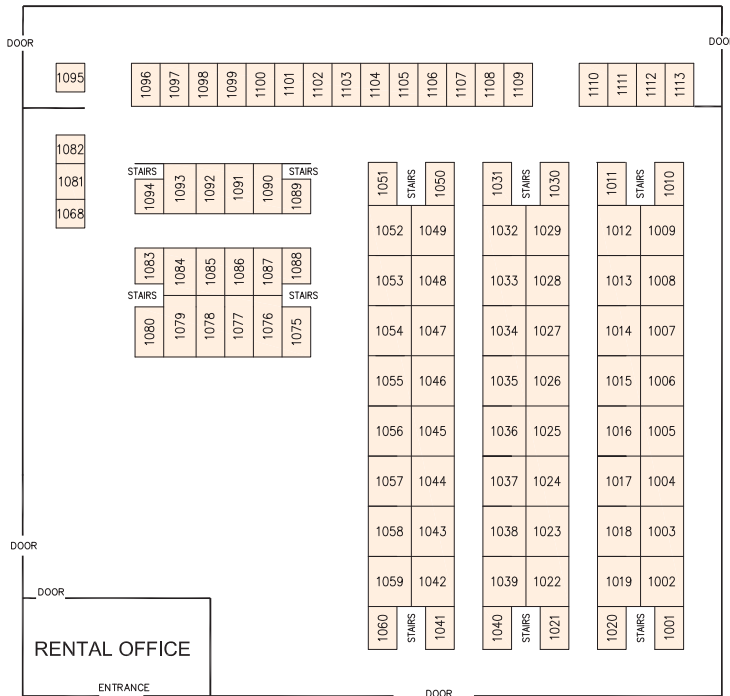 DOOR
DOOR
1095
1096 1097 1098 1099 1100 1101 1102 1103 1104 1105 1106 1107 1108 1109
1110 1111 1112 1113
1082
1081
1068
STAIRS
1094 1093 1092 1091 1090 1089
STAIRS
1083 1084 1085 1086 1087 1088
STAIRS
STAIRS
1080 1079 1078 1077 1076 1075
1051 STAIRS 1050
1052 1049
1053 1048
1054 1047
1055 1046
1056 1045
1057 1044
1058 1043
1059 1042
1060 STAIRS 1041
1031 STAIRS 1030
1032 1029
1033 1028
1034 1027
1035 1026
1036 1025
1037 1024
1038 1023
1039 1022
1040 STAIRS 1021
1011 STAIRS 1010
1012 1009
1013 1008
1014 1007
1015 1006
1016 1005
1017 1004
1018 1003
1019 1002
1020 STAIRS 1001
DOOR
DOOR
RENTAL OFFICE
ENTRANCE
DOOR